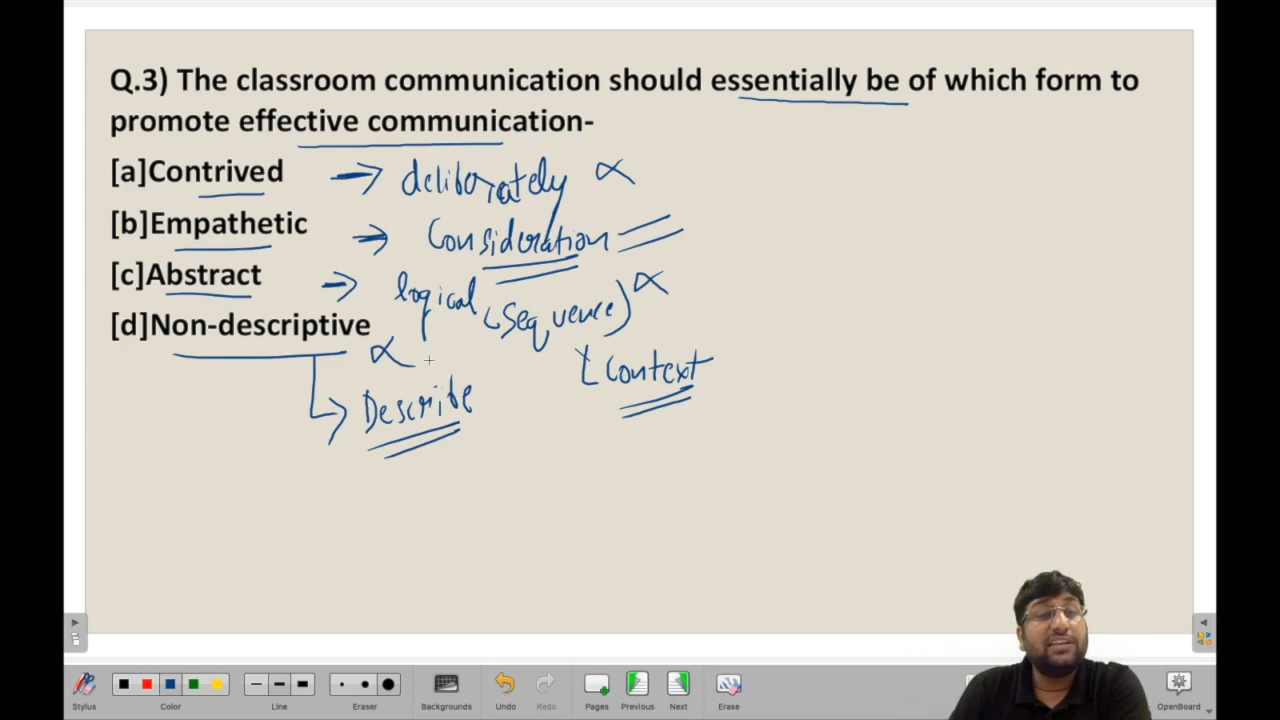 Q.3) The classroom communication should essentially be of which form to
promote effective communication-
[a]Contrived → deliberately ∝
[b]Empathetic → Consideration
[c]Abstract → logical (Sequence) ∝
[d]Non-descriptive ∝
Context
→ Describe
Stylus
Color
Line
Eraser
Backgrounds
Undo
Redo
Pages
Previous
Next
Erase
OpenBoard